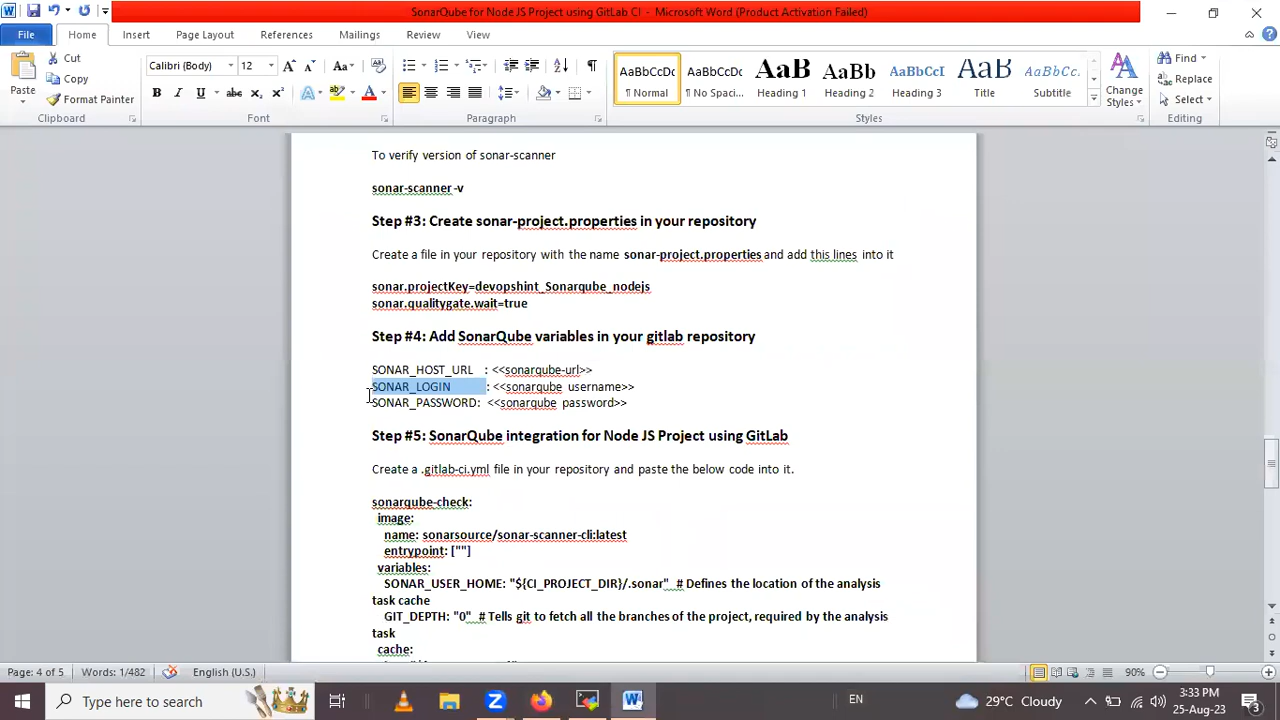 SonarQube for Node JS Project using GitLab CI - Microsoft Word (Product Activation Failed)
File Home Insert Page Layout References Mailings Review View
Paste
Cut
Copy
Format Painter
Clipboard
Calibri (Body) 12
Font
Paragraph
AaBbCcDc AaBbCcDc AaB AaBb AaBbCcI AaB AaBbCcI
¶ Normal ¶ No Spaci... Heading 1 Heading 2 Heading 3 Title Subtitle
Change Styles
Styles
Find
Replace
Select
Editing
To verify version of sonar-scanner
sonar-scanner -v
Step #3: Create sonar-project.properties in your repository
Create a file in your repository with the name sonar-project.properties and add this lines into it
sonar.projectKey=devopshint_Sonarqube_nodejs
sonar.qualitygate.wait=true
Step #4: Add SonarQube variables in your gitlab repository
SONAR_HOST_URL : <<sonarqube-url>>
SONAR_LOGIN : <<sonarqube username>>
SONAR_PASSWORD: <<sonarqube password>>
Step #5: SonarQube integration for Node JS Project using GitLab
Create a .gitlab-ci.yml file in your repository and paste the below code into it.
sonarqube-check:
image:
name: sonarsource/sonar-scanner-cli:latest
entrypoint: [""]
variables:
SONAR_USER_HOME: "${CI_PROJECT_DIR}/.sonar" # Defines the location of the analysis
task cache
GIT_DEPTH: "0" # Tells git to fetch all the branches of the project, required by the analysis
task
cache:
Page: 4 of 5 Words: 1/482 English (U.S.) 90%
Type here to search
EN
29°C Cloudy
3:33 PM
25-Aug-23
3